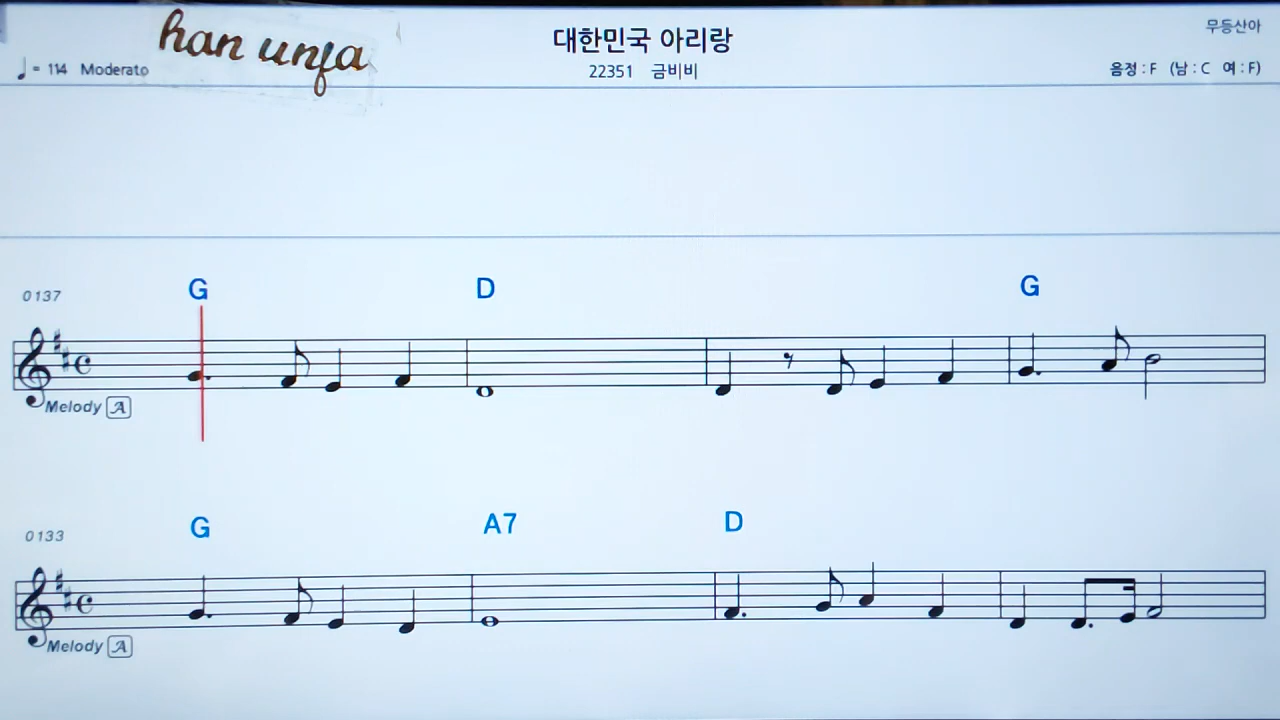 han unfa
대한민국 아리랑
무등산아
♩= 114 Moderato
22351 금비비
음정 : F (남 : C 여 : F)
0137
G D G
Melody A
0133
G A7 D
Melody A